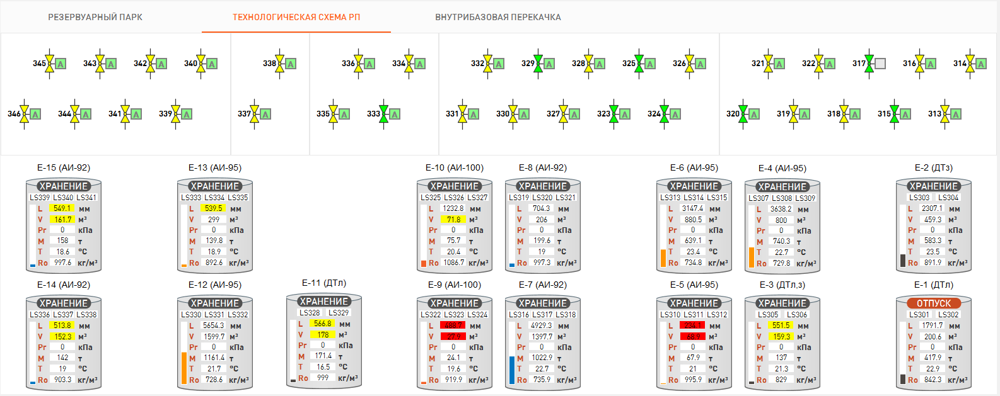 РЕЗЕРВУАРНЫЙ ПАРК ТЕХНОЛОГИЧЕСКАЯ СХЕМА РП ВНУТРИБАЗОВАЯ ПЕРЕКАЧКА
345 A 343 A 342 A 340 A 338 A 336 A 334 A 332 A 329 A 328 A 325 A 326 A 321 A 322 A 317 316 A 314 A
346 A 344 A 341 A 339 A 337 A 335 A 333 A 331 A 330 A 327 A 323 A 324 A 320 A 319 A 318 A 315 A 313 A
Е-15 (АИ-92)
ХРАНЕНИЕ
LS339 LS340 LS341
L 549.1 мм
V 161.7 м³
Pr 0 кПа
M 158 т
T 18.6 °C
Ro 997.6 кг/м³
Е-13 (АИ-95)
ХРАНЕНИЕ
LS333 LS334 LS335
L 539.5 мм
V 299 м³
Pr 0 кПа
M 139.8 т
T 18.9 °C
Ro 892.6 кг/м³
Е-10 (АИ-100)
ХРАНЕНИЕ
LS325 LS326 LS327
L 1232.8 мм
V 71.8 м³
Pr 0 кПа
M 75.7 т
T 20.4 °C
Ro 1086.7 кг/м³
Е-8 (АИ-92)
ХРАНЕНИЕ
LS319 LS320 LS321
L 704.3 мм
V 206 м³
Pr 0 кПа
M 199.6 т
T 19 °C
Ro 997.3 кг/м³
Е-6 (АИ-95)
ХРАНЕНИЕ
LS313 LS314 LS315
L 3147.4 мм
V 880.5 м³
Pr 0 кПа
M 639.1 т
T 23.4 °C
Ro 734.8 кг/м³
Е-4 (АИ-95)
ХРАНЕНИЕ
LS307 LS308 LS309
L 3638.2 мм
V 800 м³
Pr 0 кПа
M 740.3 т
T 22.7 °C
Ro 729.8 кг/м³
Е-2 (ДТз)
ХРАНЕНИЕ
LS303 LS304
L 2307.1 мм
V 459.3 м³
Pr 0 кПа
M 583.3 т
T 23.5 °C
Ro 891.9 кг/м³
Е-14 (АИ-92)
ХРАНЕНИЕ
LS336 LS337 LS338
L 513.8 мм
V 152.3 м³
Pr 0 кПа
M 142 т
T 19 °C
Ro 903.3 кг/м³
Е-12 (АИ-95)
ХРАНЕНИЕ
LS330 LS331 LS332
L 5654.3 мм
V 1599.7 м³
Pr 0 кПа
M 1161.4 т
T 21.7 °C
Ro 728.6 кг/м³
Е-11 (ДТл)
ХРАНЕНИЕ
LS328 LS329
L 566.8 мм
V 178 м³
Pr 0 кПа
M 171.4 т
T 16.5 °C
Ro 999 кг/м³
Е-9 (АИ-100)
ХРАНЕНИЕ
LS322 LS323 LS324
L 488.7 мм
V 27.9 м³
Pr 0 кПа
M 24.1 т
T 19.6 °C
Ro 919.9 кг/м³
Е-7 (АИ-92)
ХРАНЕНИЕ
LS316 LS317 LS318
L 4929.3 мм
V 1397.7 м³
Pr 0 кПа
M 1022.9 т
T 22.7 °C
Ro 735.9 кг/м³
Е-5 (АИ-95)
ХРАНЕНИЕ
LS310 LS311 LS312
L 234.1 мм
V 68.9 м³
Pr 0 кПа
M 67.9 т
T 21 °C
Ro 995.9 кг/м³
Е-3 (ДТл,з)
ХРАНЕНИЕ
LS305 LS306
L 551.5 мм
V 159.3 м³
Pr 0 кПа
M 137 т
T 21.3 °C
Ro 829 кг/м³
Е-1 (ДТл)
ОТПУСК
LS301 LS302
L 1791.7 мм
V 200.6 м³
Pr 0 кПа
M 417.9 т
T 22.9 °C
Ro 842.3 кг/м³